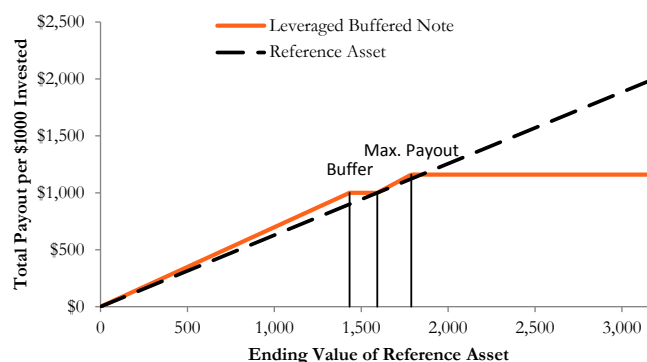 $2,500
$2,000
$1,500
$1,000
$500
$0
Total Payout per $1000 Invested
Leveraged Buffered Note
Reference Asset
Max. Payout
Buffer
0
500
1,000
1,500
2,000
2,500
3,000
Ending Value of Reference Asset